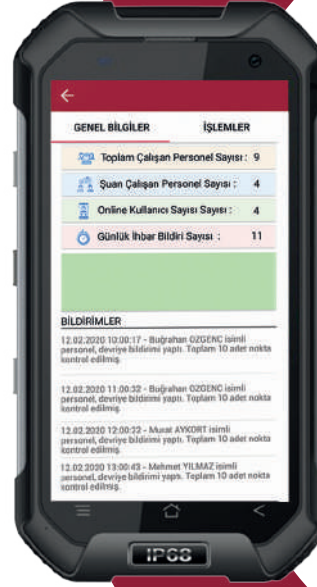 GENEL BİLGİLER
İŞLEMLER
Toplam Çalışan Personel Sayısı : 9
Şuan Çalışan Personel Sayısı : 4
Online Kullanıcı Sayısı Sayısı : 4
Günlük İhbar Bildiri Sayısı : 11
BİLDİRİMLER
12.02.2020 10:00:17 - Buğrahan OZGENC isimli
personel, devriye bildirimi yaptı. Toplam 10 adet nokta
kontrol edilmiş.
12.02.2020 11:00:32 - Buğrahan OZGENC isimli
personel, devriye bildirimi yaptı. Toplam 10 adet nokta
kontrol edilmiş.
12.02.2020 12:00:22 - Murat AYKORT isimli
personel, devriye bildirimi yaptı. Toplam 10 adet nokta
kontrol edilmiş.
12.02.2020 13:00:43 - Mehmet YILMAZ isimli
personel, devriye bildirimi yaptı. Toplam 10 adet nokta
kontrol edilmiş.
IP68